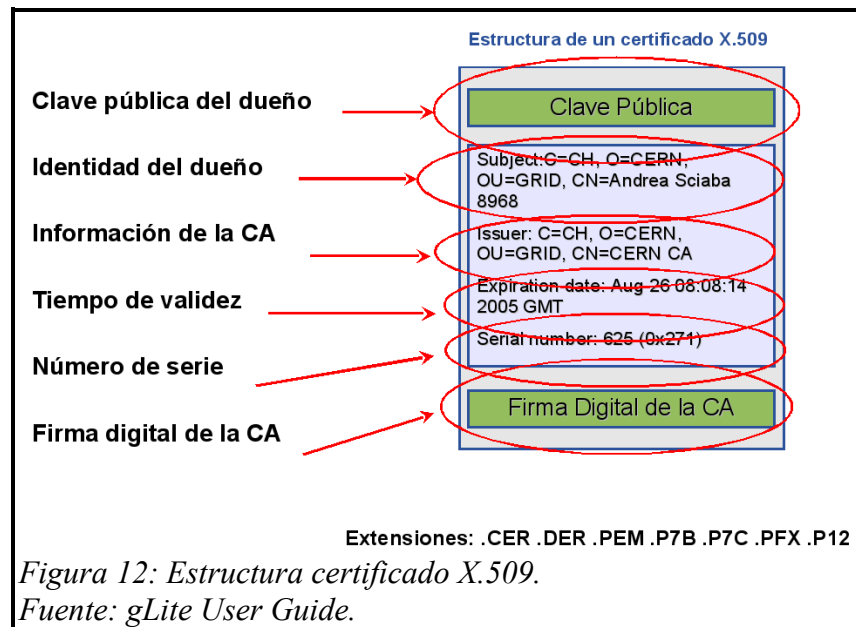 Estructura de un certificado X.509
Clave pública del dueño
Clave Pública
Identidad del dueño
Subject:C=CH, O=CERN,
OU=GRID, CN=Andrea Sciaba
8968
Información de la CA
Issuer: C=CH, O=CERN,
OU=GRID, CN=CERN CA
Tiempo de validez
Expiration date: Aug 26 08:08:14
2005 GMT
Número de serie
Serial number: 625 (0x271)
Firma digital de la CA
Firma Digital de la CA
Extensiones: .CER .DER .PEM .P7B .P7C .PFX .P12
Figura 12: Estructura certificado X.509.
Fuente: gLite User Guide.